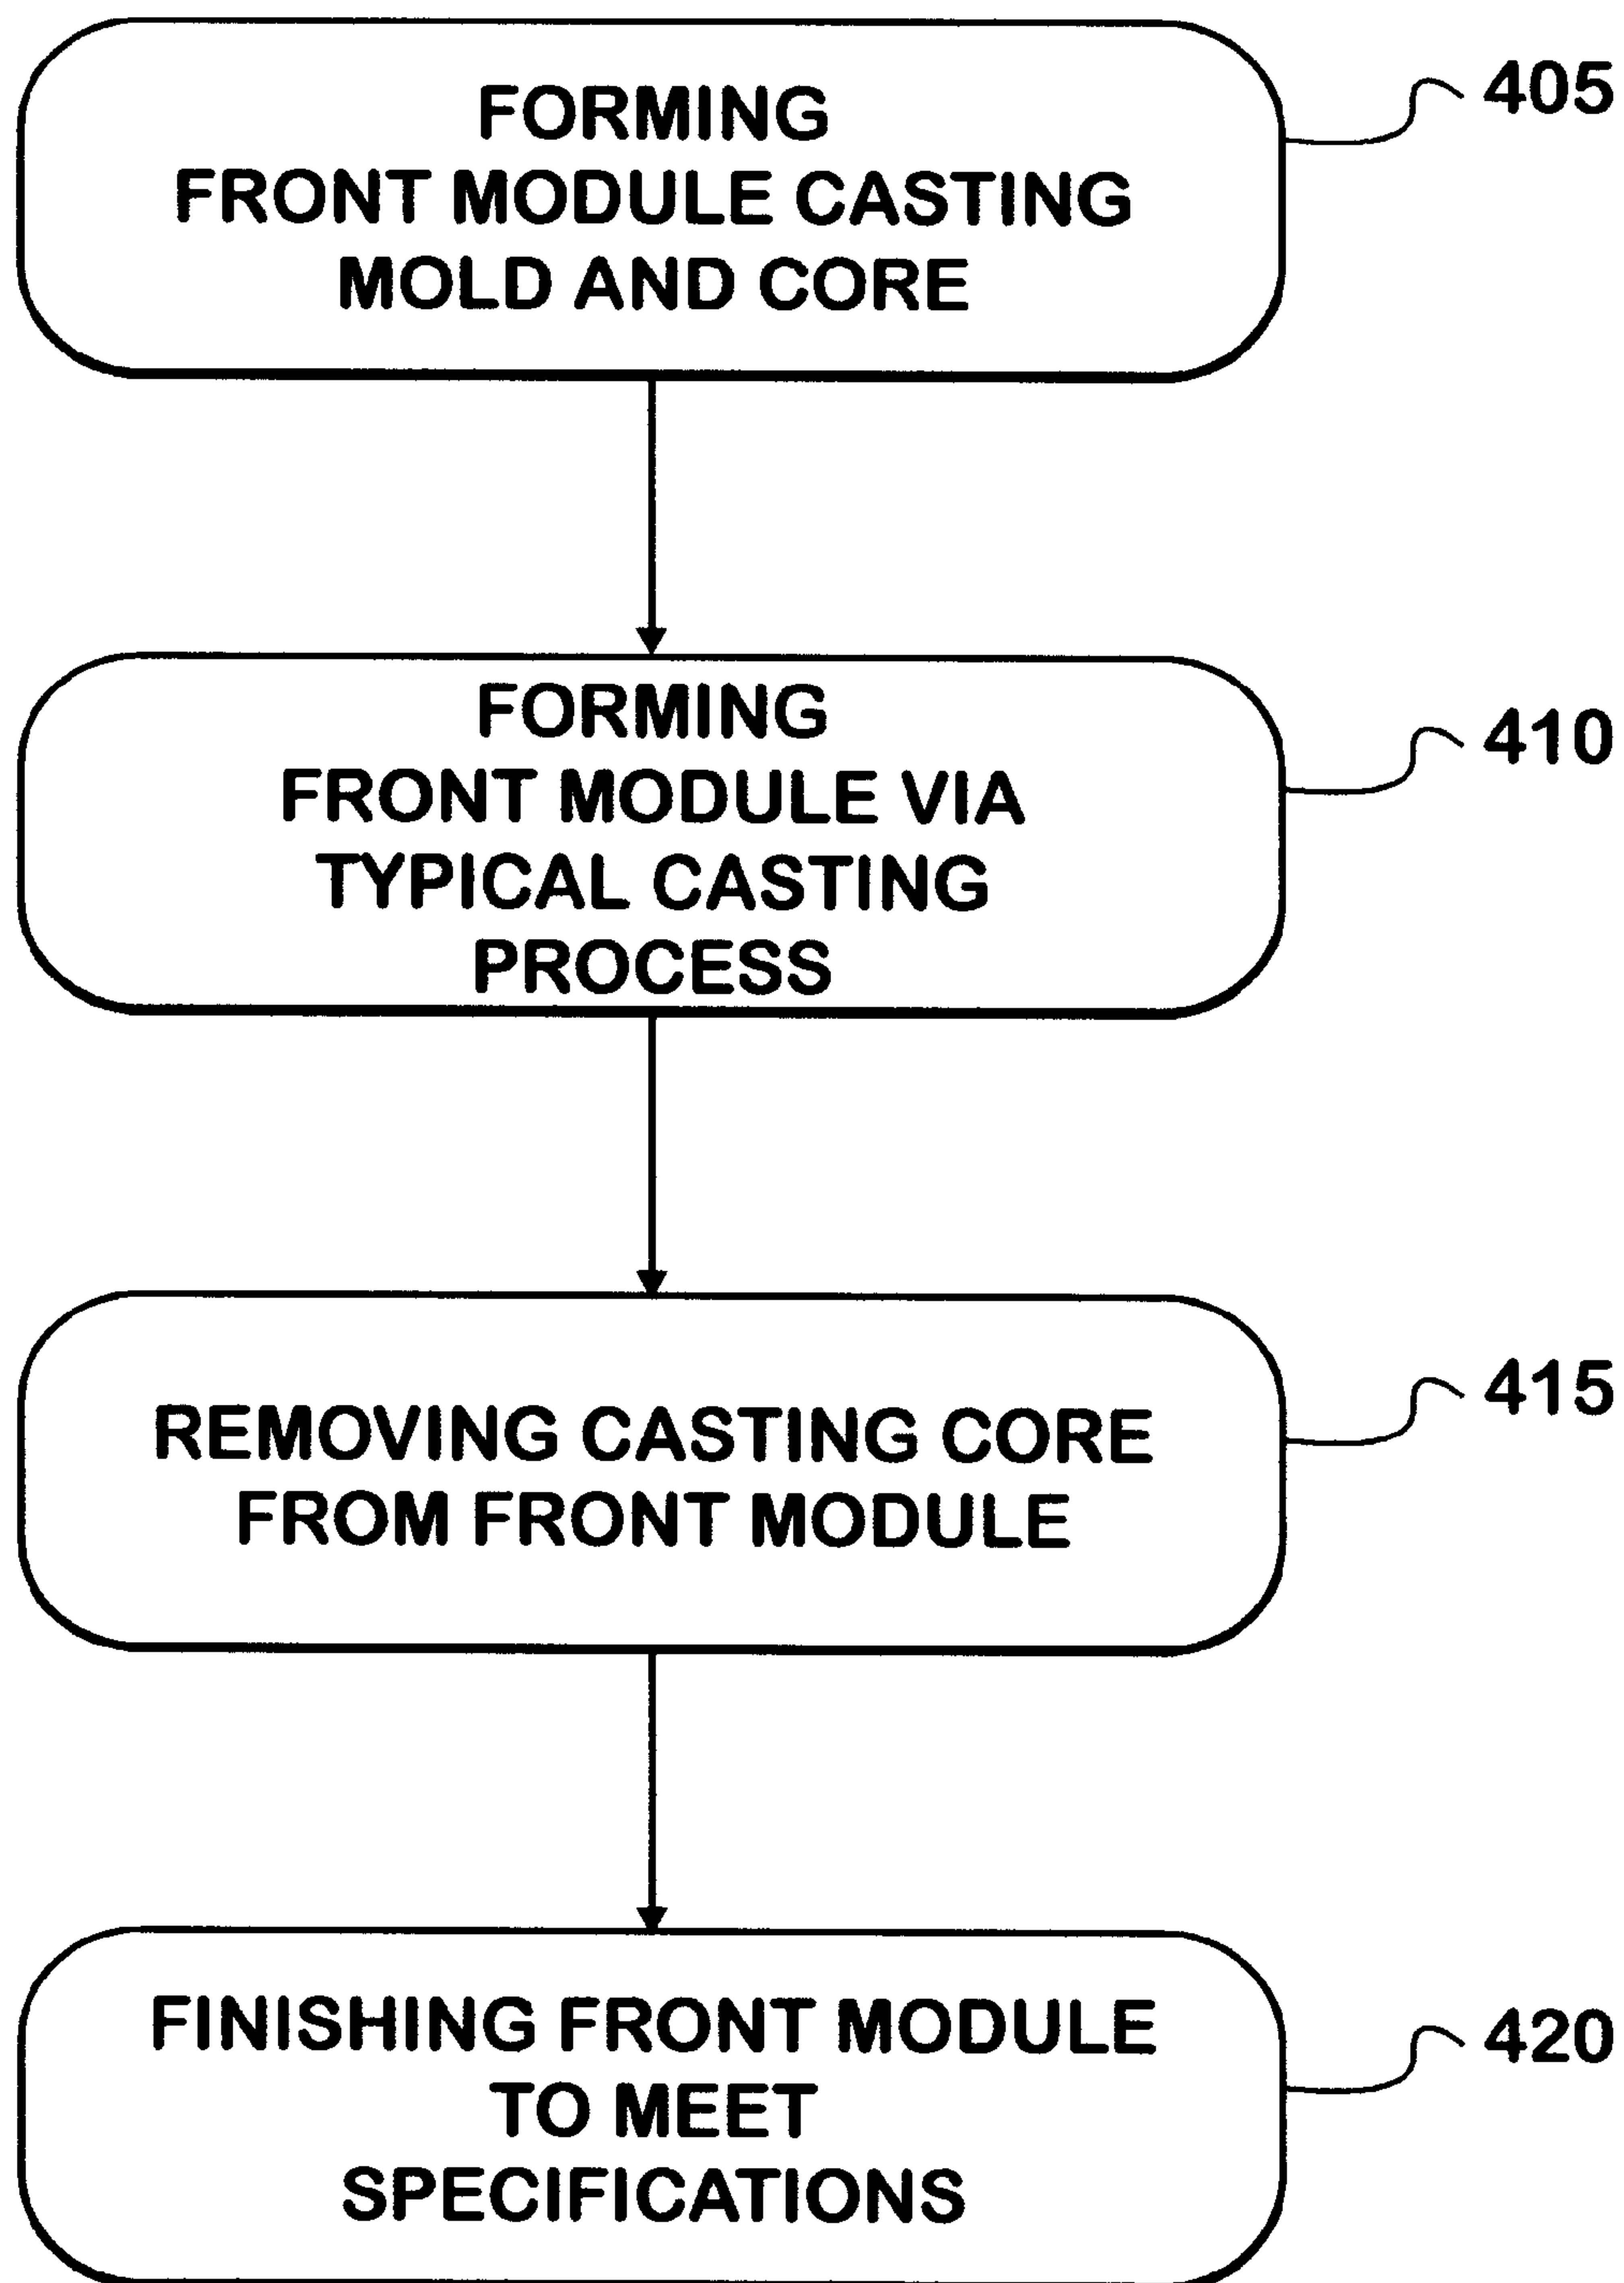 FORMING
FRONT MODULE CASTING
MOLD AND CORE
405
FORMING
FRONT MODULE VIA
TYPICAL CASTING
PROCESS
410
REMOVING CASTING CORE
FROM FRONT MODULE
415
FINISHING FRONT MODULE
TO MEET
SPECIFICATIONS
420